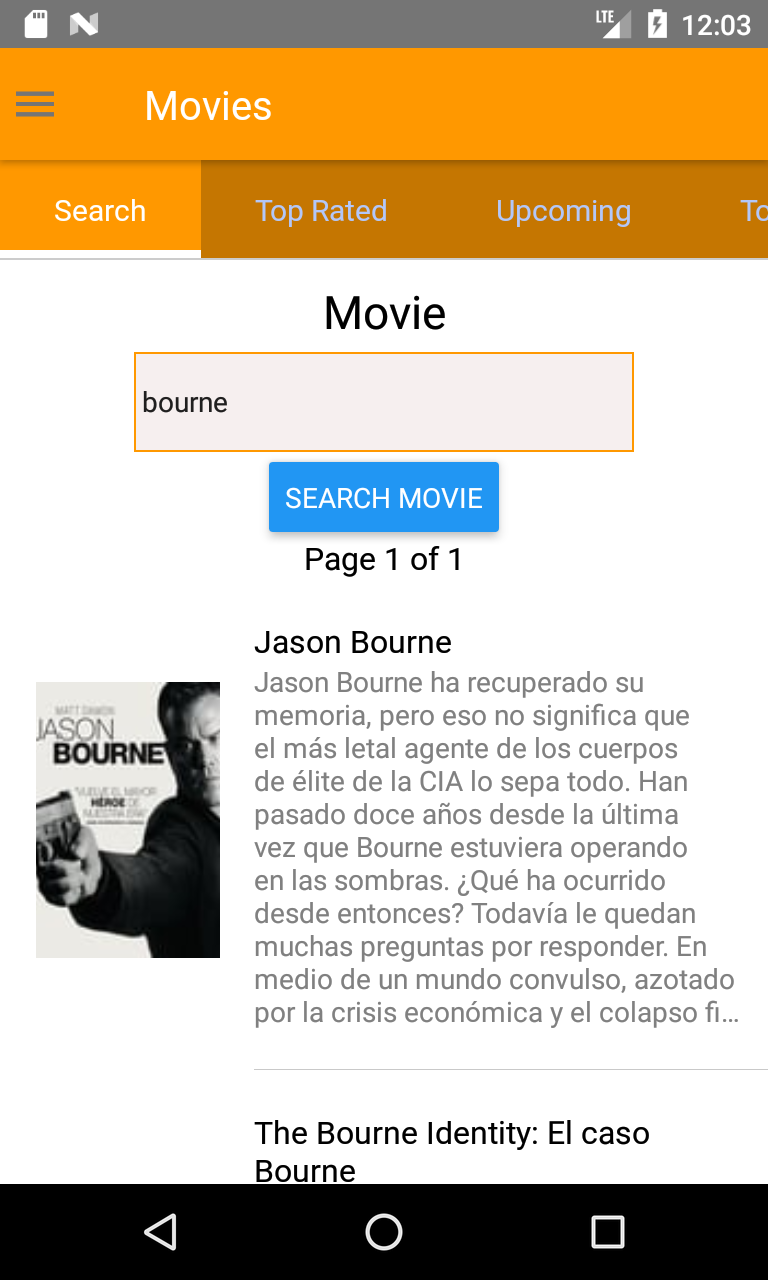 LTE 12:03
Movies
Search Top Rated Upcoming To
Movie
bourne
SEARCH MOVIE
Page 1 of 1
Jason Bourne
Jason Bourne ha recuperado su
memoria, pero eso no significa que
el más letal agente de los cuerpos
de élite de la CIA lo sepa todo. Han
pasado doce años desde la última
vez que Bourne estuviera operando
en las sombras. ¿Qué ha ocurrido
desde entonces? Todavía le quedan
muchas preguntas por responder. En
medio de un mundo convulso, azotado
por la crisis económica y el colapso fi…
MATT DAMON
JASON
BOURNE
"VUELVE EL MAYOR
HÉROE DE
NUESTRA ERA"
The Bourne Identity: El caso
Bourne